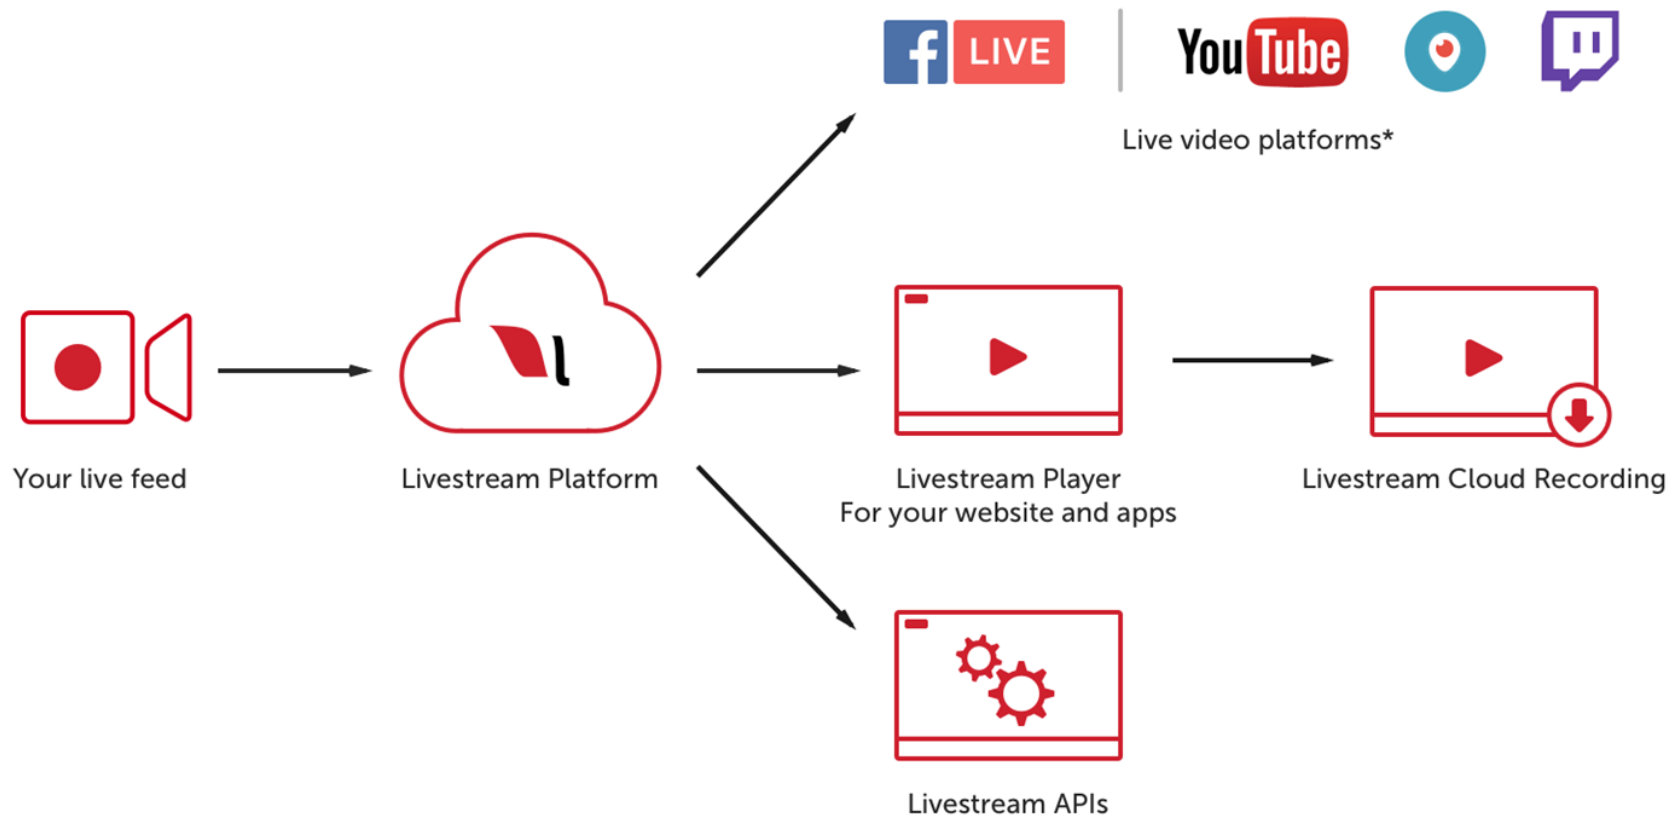 f LIVE
YouTube
Live video platforms*
Your live feed
Livestream Platform
Livestream Player
For your website and apps
Livestream Cloud Recording
Livestream APIs